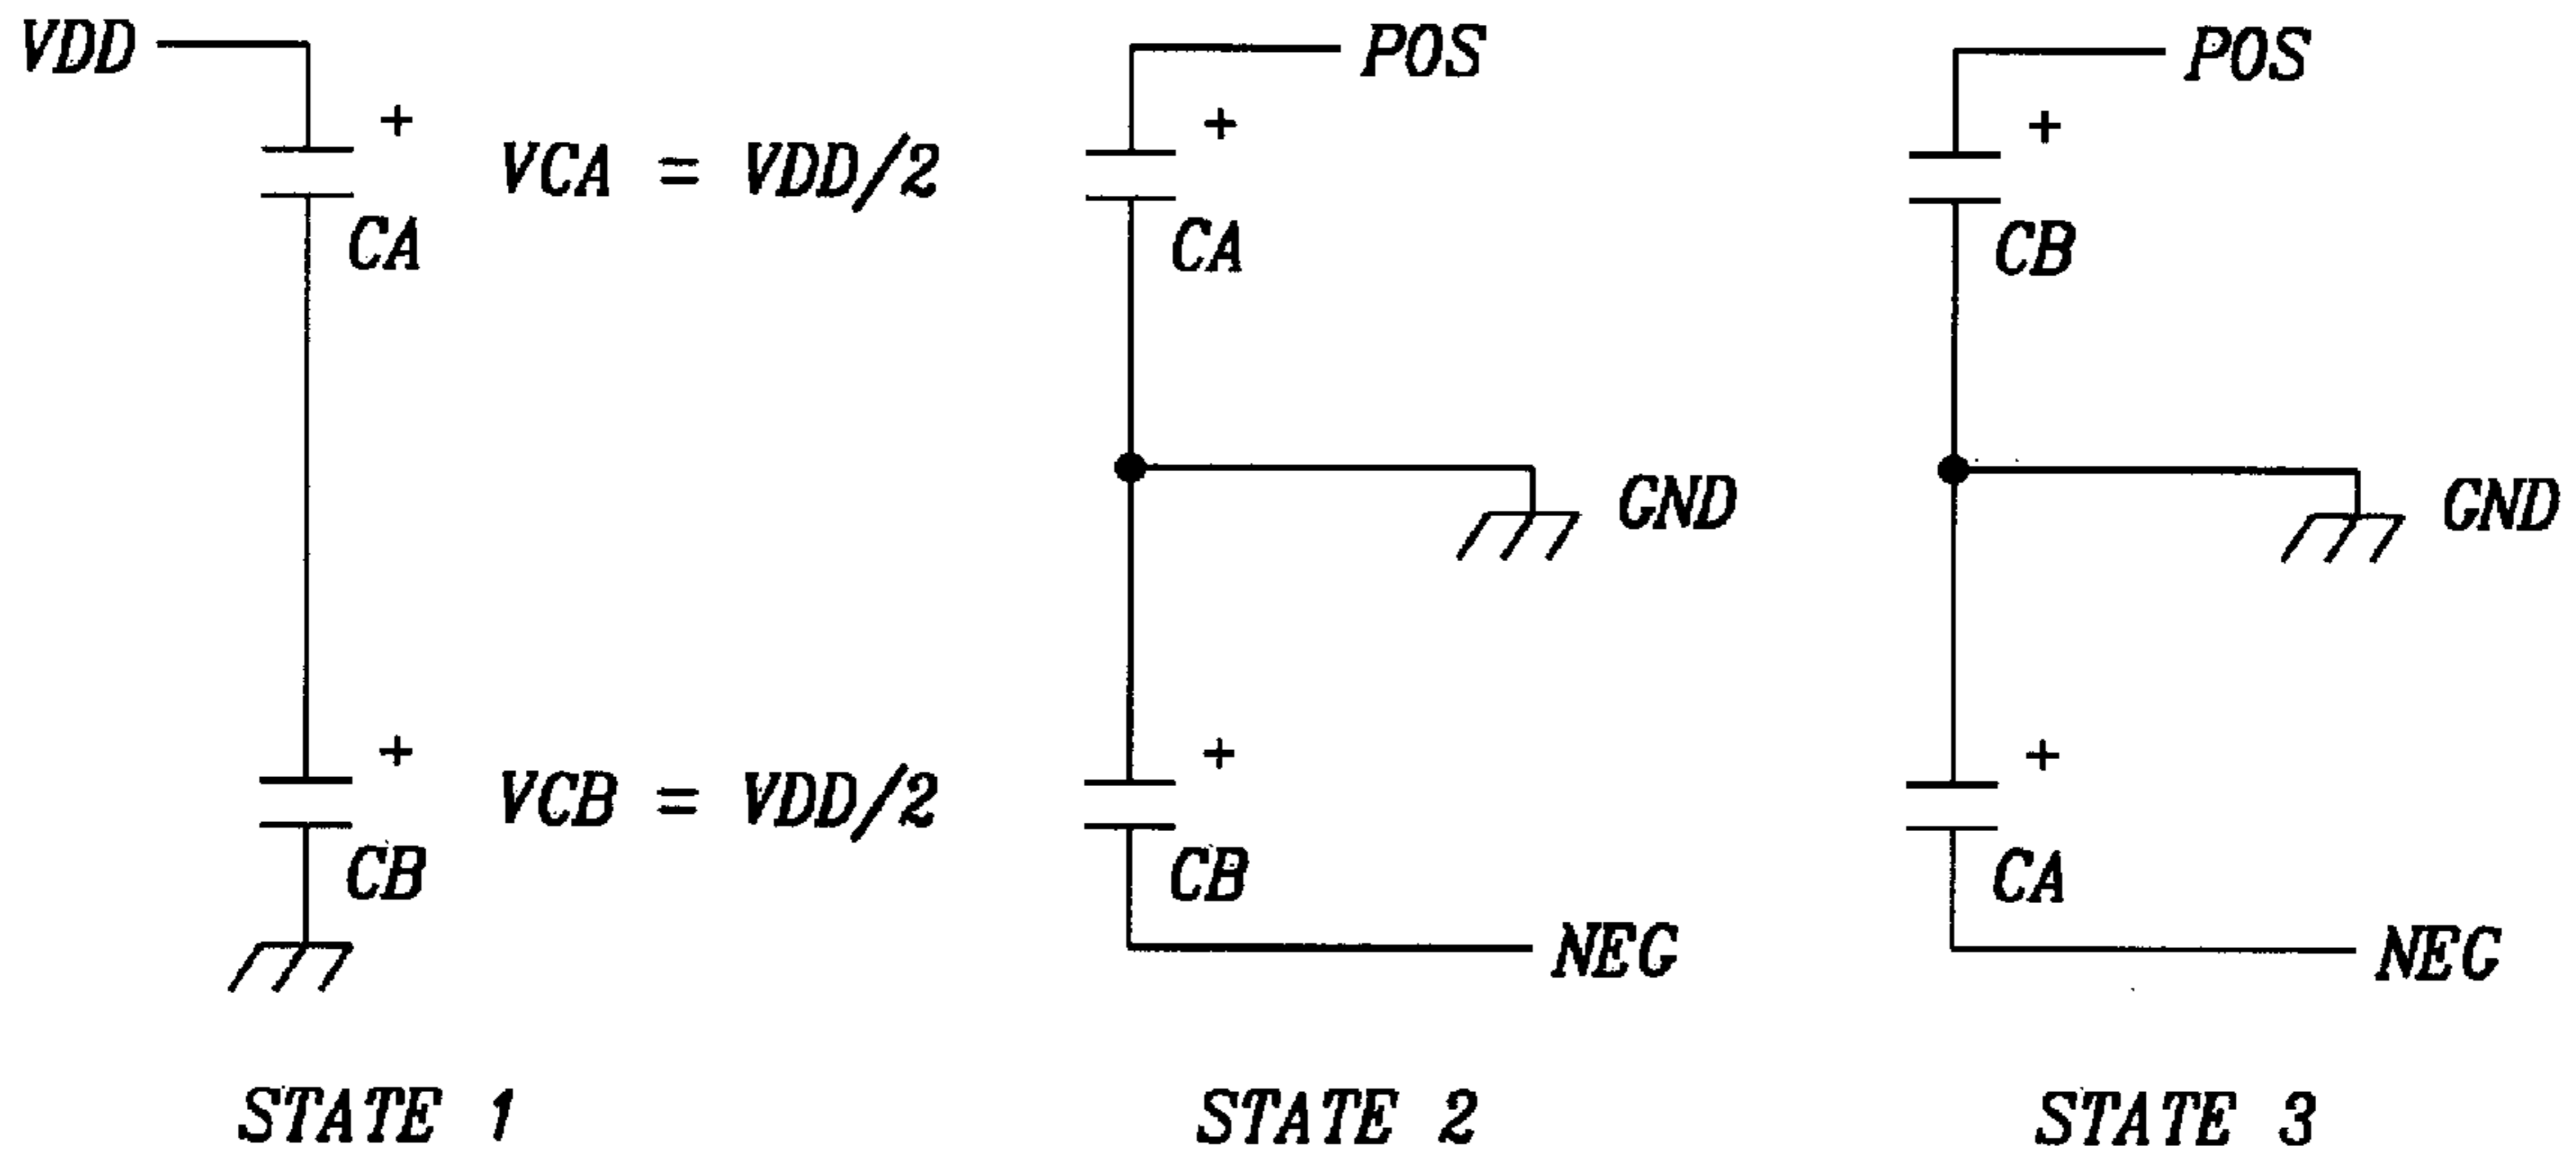 VDD
+
VCA = VDD/2
CA
+
VCB = VDD/2
CB
STATE 1
POS
+
CA
GND
+
CB
NEG
STATE 2
POS
+
CB
GND
+
CA
NEG
STATE 3